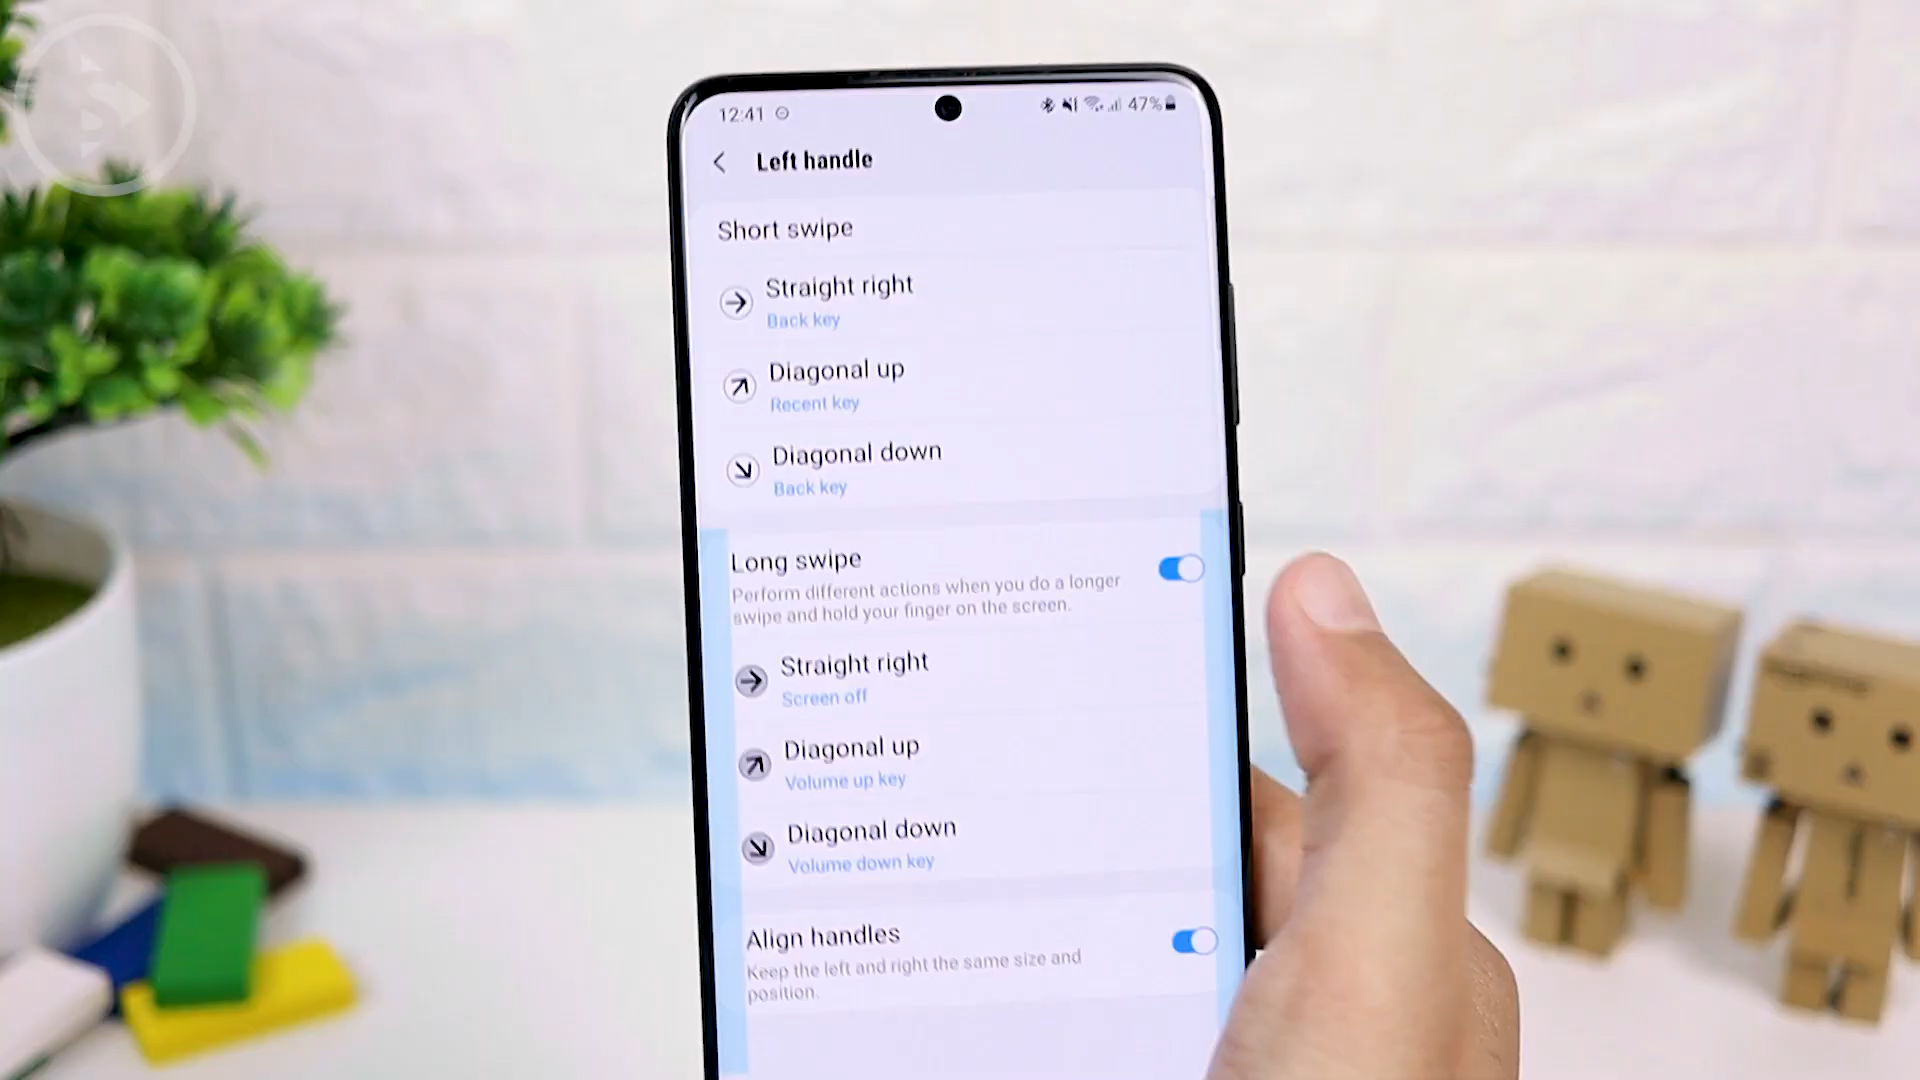 12:41
47%
Left handle
Short swipe
Straight right
Back key
Diagonal up
Recent key
Diagonal down
Back key
Long swipe
Perform different actions when you do a longer
swipe and hold your finger on the screen.
Straight right
Screen off
Diagonal up
Volume up key
Diagonal down
Volume down key
Align handles
Keep the left and right the same size and
position.